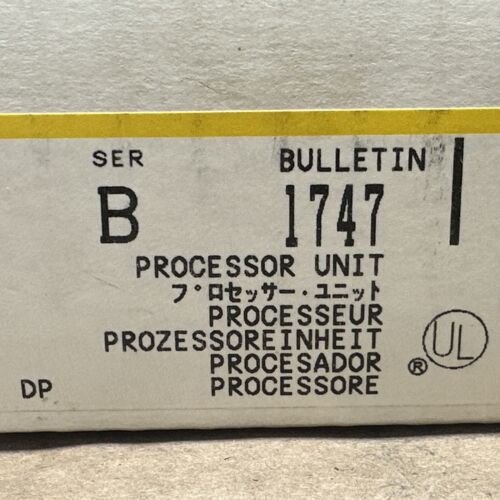 SER BULLETIN
B 1747
PROCESSOR UNIT
プロセッサー・ユニット
PROCESSEUR
PROZESSOREINHEIT
PROCESADOR
DP PROCESSORE
UL ®